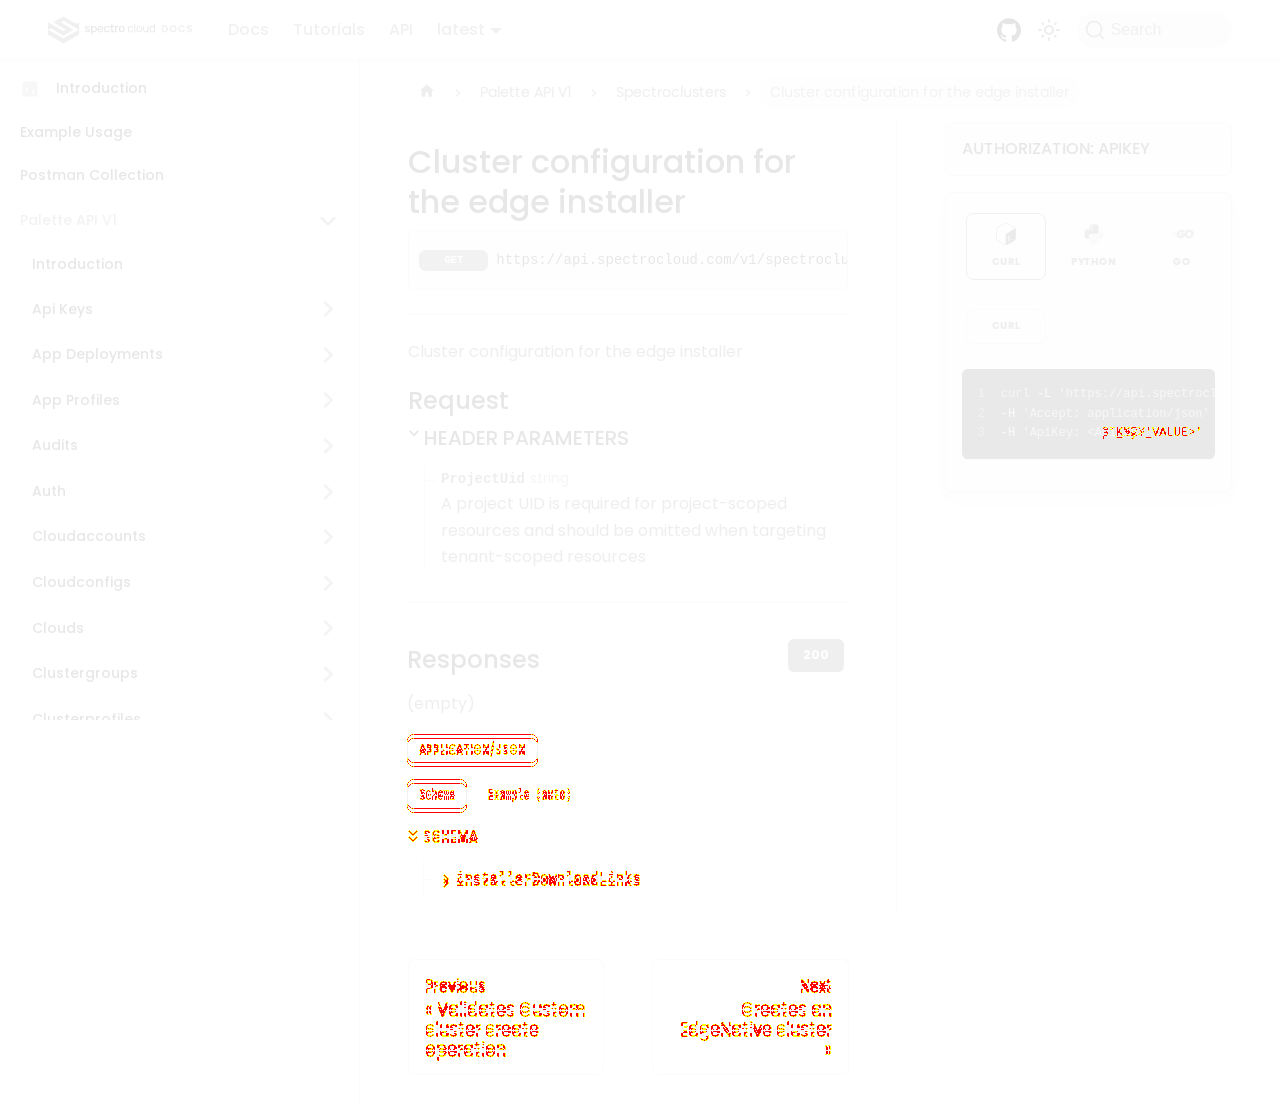 spectro cloud DOCS
Docs
Tutorials
API
latest
Search
Introduction
Example Usage
Postman Collection
Palette API V1
Introduction
Api Keys
App Deployments
App Profiles
Audits
Auth
Cloudaccounts
Cloudconfigs
Clouds
Clustergroups
Clusterprofiles
Palette API V1
Spectroclusters
Cluster configuration for the edge installer
Cluster configuration for
the edge installer
GET https://api.spectrocloud.com/v1/spectroclu
Cluster configuration for the edge installer
Request
HEADER PARAMETERS
ProjectUid string
A project UID is required for project-scoped
resources and should be omitted when targeting
tenant-scoped resources
Responses
200
(empty)
APPLICATION/JSON
Schema
Example (auto)
SCHEMA
installerDownloadLinks
Previous
« Validates Custom
cluster create
operation
Next
Creates an
EdgeNative cluster
»
AUTHORIZATION: APIKEY
CURL
PYTHON
GO
GO
CURL
1 curl -L 'https://api.spectrocl
2 -H 'Accept: application/json'
3 -H 'ApiKey: <API_KEY_VALUE>'